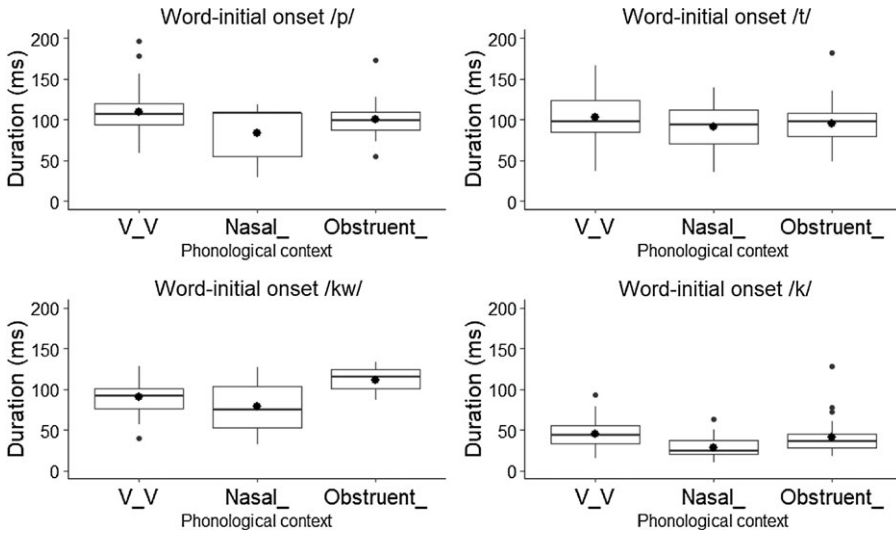 Word-initial onset /p/
Duration (ms)
200
150
100
50
0
V_V Nasal_ Obstruent_
Phonological context
Word-initial onset /t/
Duration (ms)
200
150
100
50
0
V_V Nasal_ Obstruent_
Phonological context
Word-initial onset /kw/
Duration (ms)
200
150
100
50
0
V_V Nasal_ Obstruent_
Phonological context
Word-initial onset /k/
Duration (ms)
200
150
100
50
0
V_V Nasal_ Obstruent_
Phonological context